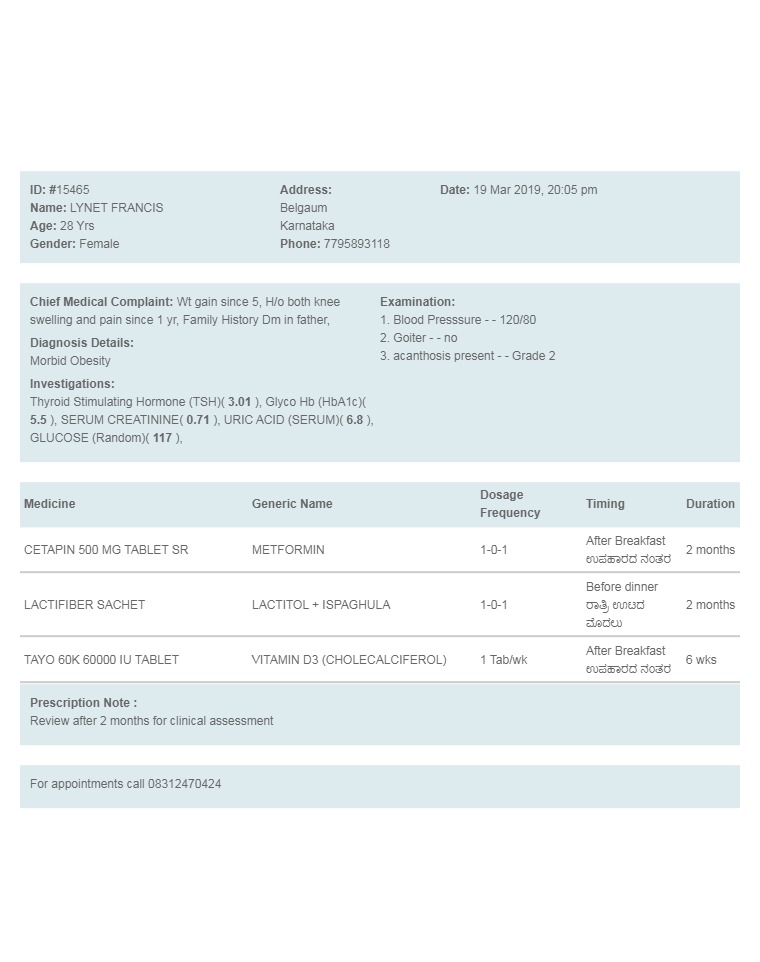 ID: #15465
Name: LYNET FRANCIS
Age: 28 Yrs
Gender: Female
Address:
Belgaum
Karnataka
Phone: 7795893118
Date: 19 Mar 2019, 20:05 pm
Chief Medical Complaint: Wt gain since 5, H/o both knee
swelling and pain since 1 yr, Family History Dm in father,
Diagnosis Details:
Morbid Obesity
Investigations:
Thyroid Stimulating Hormone (TSH)( 3.01 ), Glyco Hb (HbA1c)(
5.5 ), SERUM CREATININE( 0.71 ), URIC ACID (SERUM)( 6.8 ),
GLUCOSE (Random)( 117 ),
Examination:
1. Blood Presssure - - 120/80
2. Goiter - - no
3. acanthosis present - - Grade 2
Medicine Generic Name Dosage Frequency Timing Duration
CETAPIN 500 MG TABLET SR METFORMIN 1-0-1 After Breakfast ಉಪಹಾರದ ನಂತರ 2 months
LACTIFIBER SACHET LACTITOL + ISPAGHULA 1-0-1 Before dinner ರಾತ್ರಿ ಊಟದ ಮೊದಲು 2 months
TAYO 60K 60000 IU TABLET VITAMIN D3 (CHOLECALCIFEROL) 1 Tab/wk After Breakfast ಉಪಹಾರದ ನಂತರ 6 wks
Prescription Note :
Review after 2 months for clinical assessment
For appointments call 08312470424